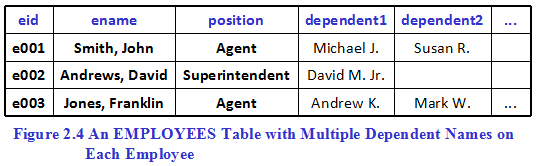 eid ename position dependent1 dependent2 ...
e001 Smith, John Agent Michael J. Susan R.
e002 Andrews, David Superintendent David M. Jr.
e003 Jones, Franklin Agent Andrew K. Mark W. ...
Figure 2.4 An EMPLOYEES Table with Multiple Dependent Names on
Each Employee